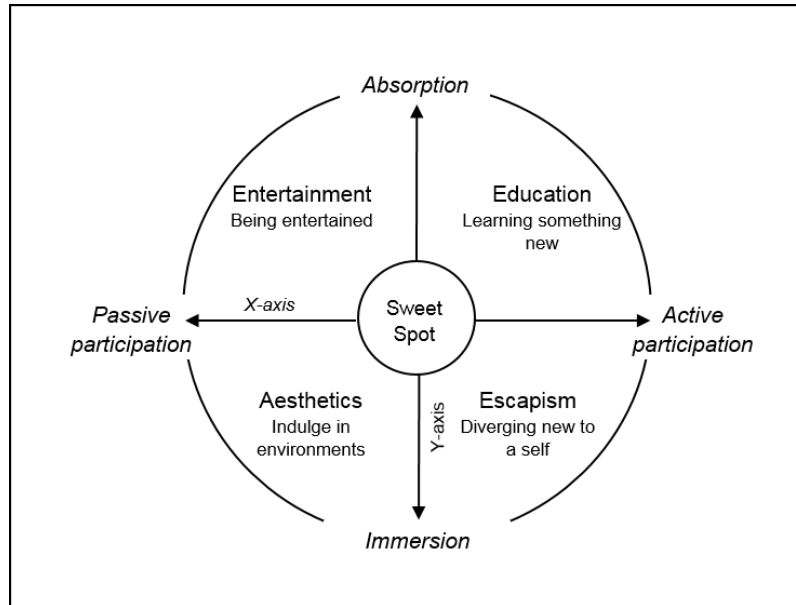 Absorption
Entertainment
Being entertained
Education
Learning something
new
X-axis
Passive
participation
Sweet
Spot
Active
participation
Aesthetics
Indulge in
environments
Y-axis
Escapism
Diverging new to
a self
Immersion